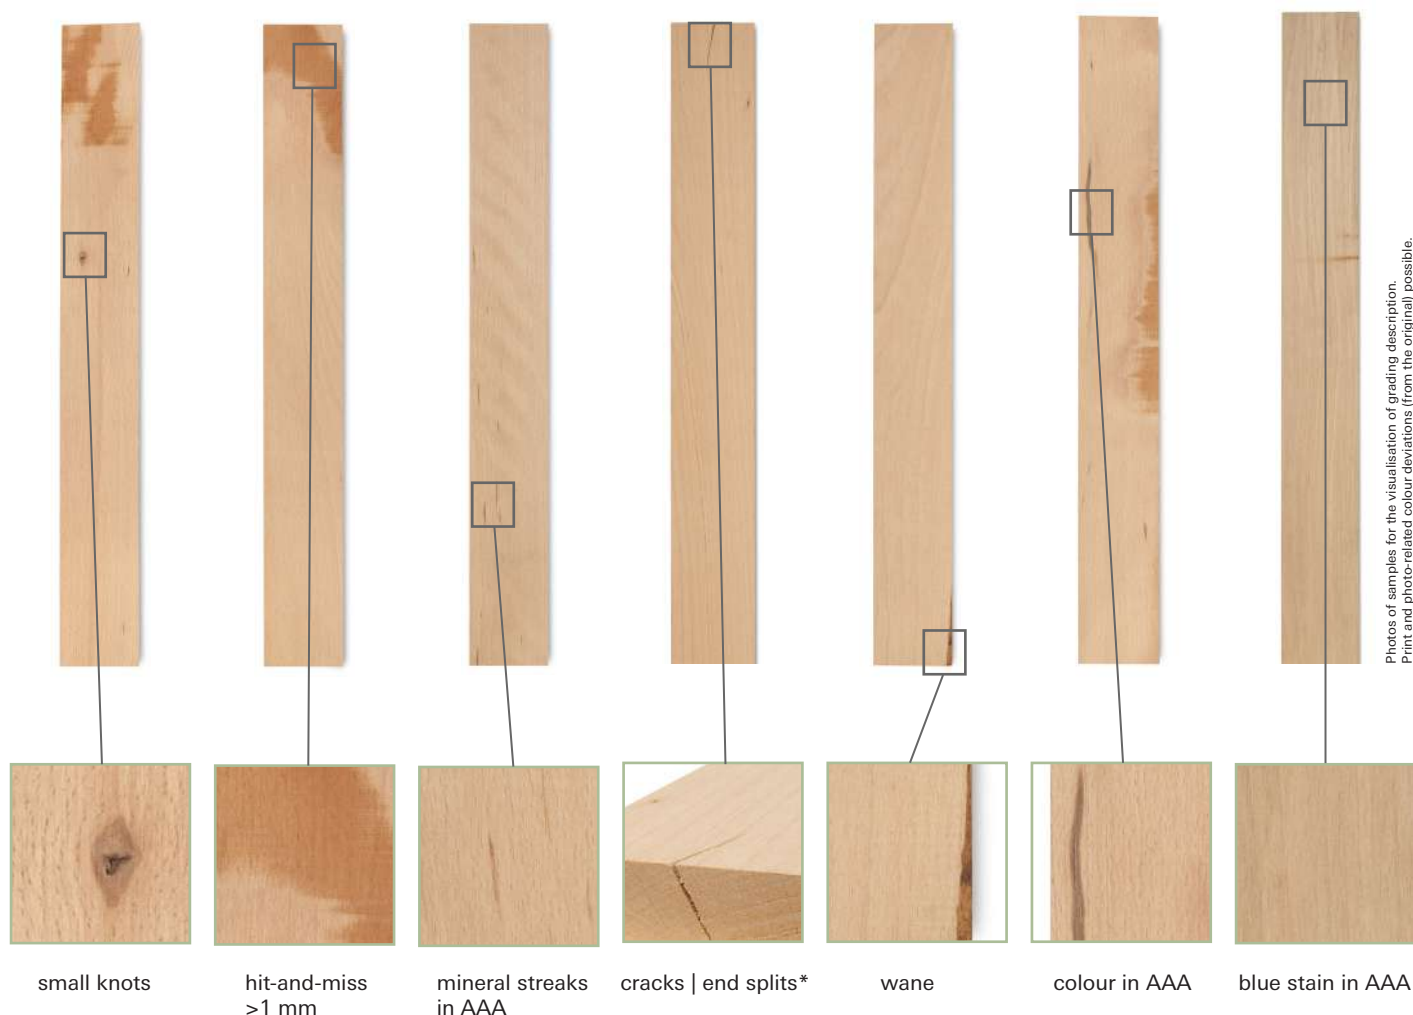 small knots
hit-and-miss
>1 mm
mineral streaks
in AAA
cracks | end splits*
wane
colour in AAA
blue stain in AAA
Photos of samples for the visualisation of grading description.
Print and photo-related colour deviations (from the original) possible.